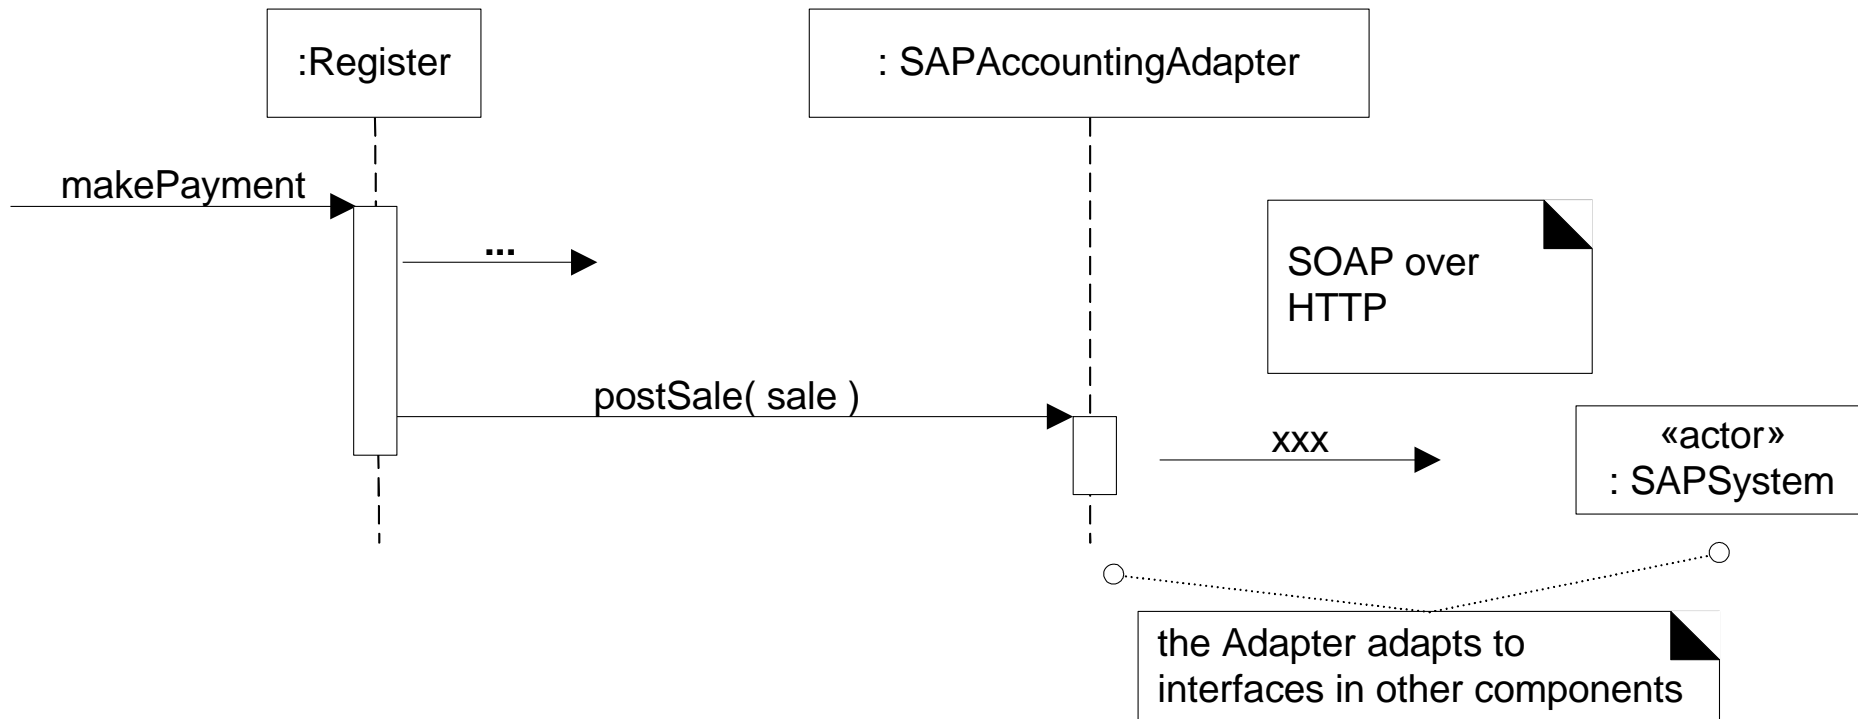 :Register
: SAPAccountingAdapter
makePayment
...
SOAP over
HTTP
postSale( sale )
xxx
«actor»
: SAPSystem
the Adapter adapts to
interfaces in other components